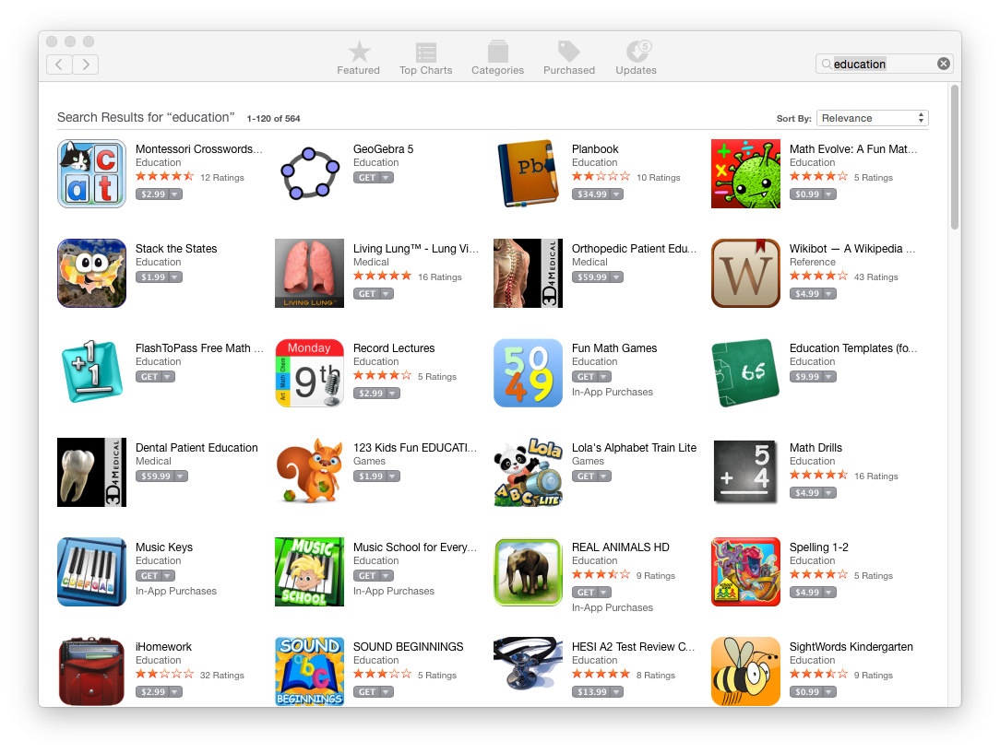 Featured
Top Charts
Categories
Purchased
5
Updates
education
Search Results for “education” 1-120 of 564
Sort By: Relevance
c
a t
Montessori Crosswords...
Education
12 Ratings
$2.99
GeoGebra 5
Education
GET
Pb
Planbook
Education
10 Ratings
$34.99
Math Evolve: A Fun Mat...
Education
5 Ratings
$0.99
Stack the States
Education
$1.99
LIVING LUNG™
Living Lung™ - Lung Vi...
Medical
16 Ratings
GET
3D4MEDICAL
Orthopedic Patient Edu...
Medical
$59.99
W
Wikibot — A Wikipedia ...
Reference
43 Ratings
$4.99
1
+1
FlashToPass Free Math ...
Education
GET
Monday
9th
Art Math Chem
Record Lectures
Education
5 Ratings
$2.99
50
49
Fun Math Games
Education
GET
In-App Purchases
65
Education Templates (fo...
Education
$9.99
3D4MEDICAL
Dental Patient Education
Medical
$59.99
123 Kids Fun EDUCATI...
Games
$1.99
Lola
ABC LITE
Lola's Alphabet Train Lite
Games
GET
5
+ 4
Math Drills
Education
16 Ratings
$4.99
CDEFGAB
Music Keys
Education
GET
In-App Purchases
MUSIC
SCHOOL
Music School for Every...
Education
GET
In-App Purchases
REAL ANIMALS HD
Education
9 Ratings
GET
In-App Purchases
Spelling 1-2
Education
5 Ratings
$4.99
iHomework
Education
32 Ratings
$2.99
SOUND
abc
BEGINNINGS
SOUND BEGINNINGS
Education
5 Ratings
GET
HESI A2 Test Review C...
Education
8 Ratings
$13.99
SightWords Kindergarten
Education
9 Ratings
$0.99